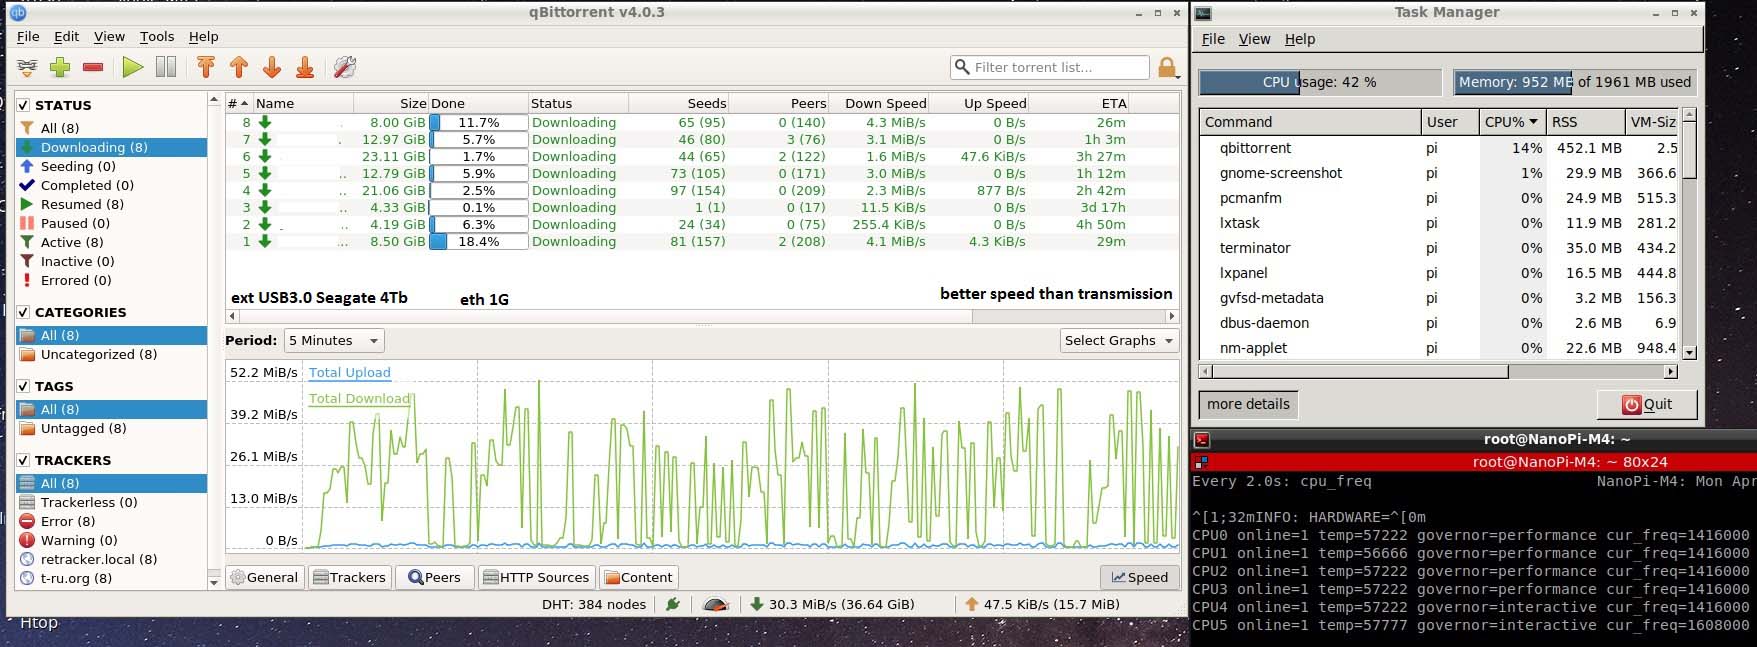 qBittorrent v4.0.3
File Edit View Tools Help
Filter torrent list...
STATUS
All (8)
Downloading (8)
Seeding (0)
Completed (0)
Resumed (8)
Paused (0)
Active (8)
Inactive (0)
Errored (0)
CATEGORIES
All (8)
Uncategorized (8)
TAGS
All (8)
Untagged (8)
TRACKERS
All (8)
Trackerless (0)
Error (8)
Warning (0)
retracker.local (8)
t-ru.org (8)
# Name Size Done Status Seeds Peers Down Speed Up Speed ETA
8 . 8.00 GiB 11.7% Downloading 65 (95) 0 (140) 4.3 MiB/s 0 B/s 26m
7 . 12.97 GiB 5.7% Downloading 46 (80) 3 (76) 3.1 MiB/s 0 B/s 1h 3m
6 23.11 GiB 1.7% Downloading 44 (65) 2 (122) 1.6 MiB/s 47.6 KiB/s 3h 27m
5 .. 12.79 GiB 5.9% Downloading 73 (105) 0 (171) 3.0 MiB/s 0 B/s 1h 12m
4 .. 21.06 GiB 2.5% Downloading 97 (154) 0 (209) 2.3 MiB/s 877 B/s 2h 42m
3 .. 4.33 GiB 0.1% Downloading 1 (1) 0 (17) 11.5 KiB/s 0 B/s 3d 17h
2 ... 4.19 GiB 6.3% Downloading 24 (34) 0 (75) 255.4 KiB/s 0 B/s 4h 50m
1 ... 8.50 GiB 18.4% Downloading 81 (157) 2 (208) 4.1 MiB/s 4.3 KiB/s 29m
ext USB3.0 Seagate 4Tb eth 1G better speed than transmission
Period: 5 Minutes Select Graphs
52.2 MiB/s
39.2 MiB/s
26.1 MiB/s
13.0 MiB/s
0 B/s
Total Upload
Total Download
General Trackers Peers HTTP Sources Content Speed
DHT: 384 nodes 30.3 MiB/s (36.64 GiB) 47.5 KiB/s (15.7 MiB)
Htop
Task Manager
File View Help
CPU usage: 42 % Memory: 952 MB of 1961 MB used
Command User CPU% RSS VM-Siz
qbittorrent pi 14% 452.1 MB 2.5
gnome-screenshot pi 1% 29.9 MB 366.6
pcmanfm pi 0% 24.9 MB 515.3
lxtask pi 0% 11.9 MB 281.2
terminator pi 0% 35.0 MB 434.2
lxpanel pi 0% 16.5 MB 444.8
gvfsd-metadata pi 0% 3.2 MB 156.3
dbus-daemon pi 0% 2.6 MB 6.9
nm-applet pi 0% 22.6 MB 948.4
more details Quit
root@NanoPi-M4: ~
root@NanoPi-M4: ~ 80x24
Every 2.0s: cpu_freq NanoPi-M4: Mon Apr
^[1;32mINFO: HARDWARE=^[0m
CPU0 online=1 temp=57222 governor=performance cur_freq=1416000
CPU1 online=1 temp=56666 governor=performance cur_freq=1416000
CPU2 online=1 temp=57222 governor=performance cur_freq=1416000
CPU3 online=1 temp=57222 governor=performance cur_freq=1416000
CPU4 online=1 temp=57222 governor=interactive cur_freq=1416000
CPU5 online=1 temp=57777 governor=interactive cur_freq=1608000